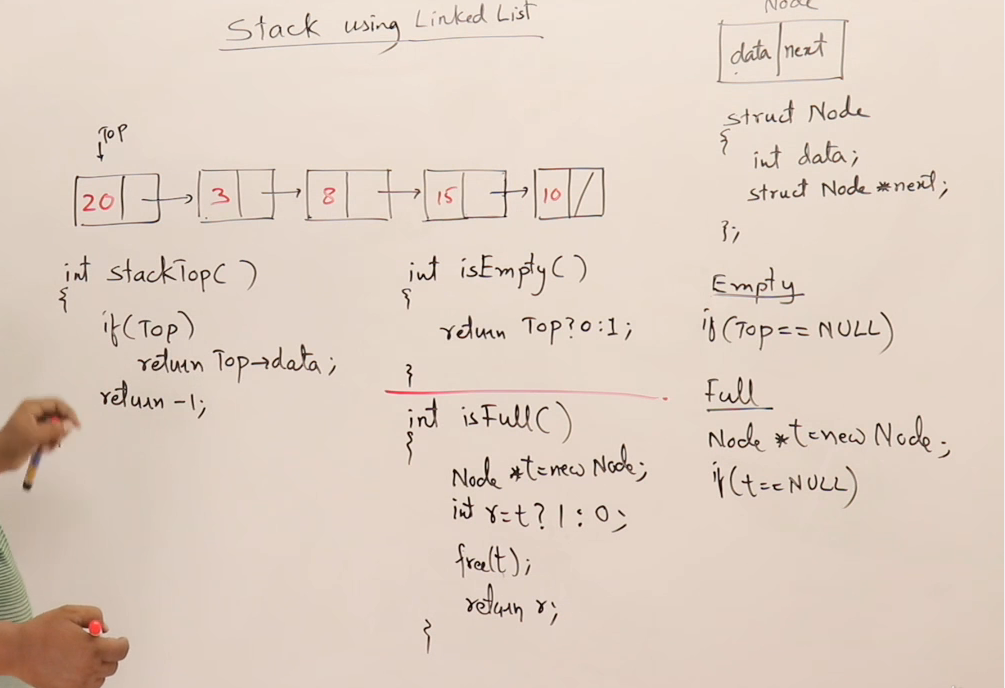 Stack using Linked List
Node
data next
Top
20 3 8 15 10
int stackTop()
{
if(Top)
return Top→data;
return -1;
int isEmpty()
{
return Top?0:1;
}
int isFull()
{
Node *t=new Node;
int r=t?1:0;
free(t);
return r;
}
struct Node
{
int data;
struct Node *next;
};
Empty
if(Top==NULL)
Full
Node *t=new Node;
if(t==NULL)